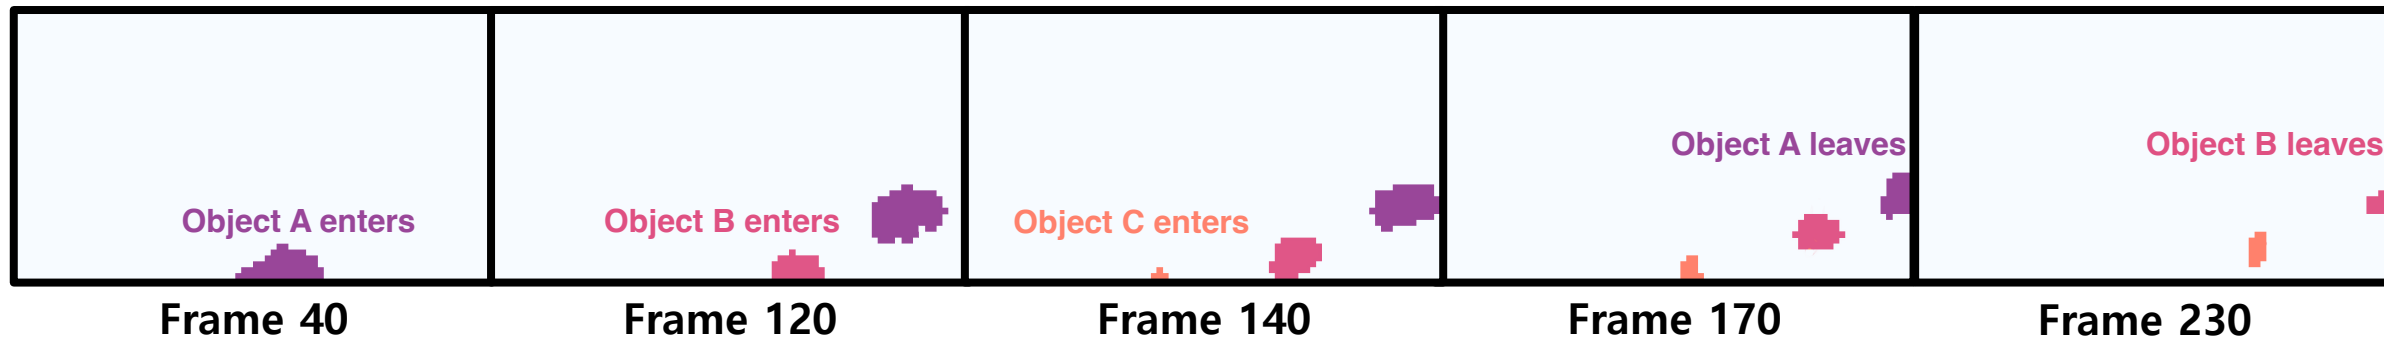 Object A enters
Object B enters
Object C enters
Object A leaves
Object B leaves
Frame 40
Frame 120
Frame 140
Frame 170
Frame 230